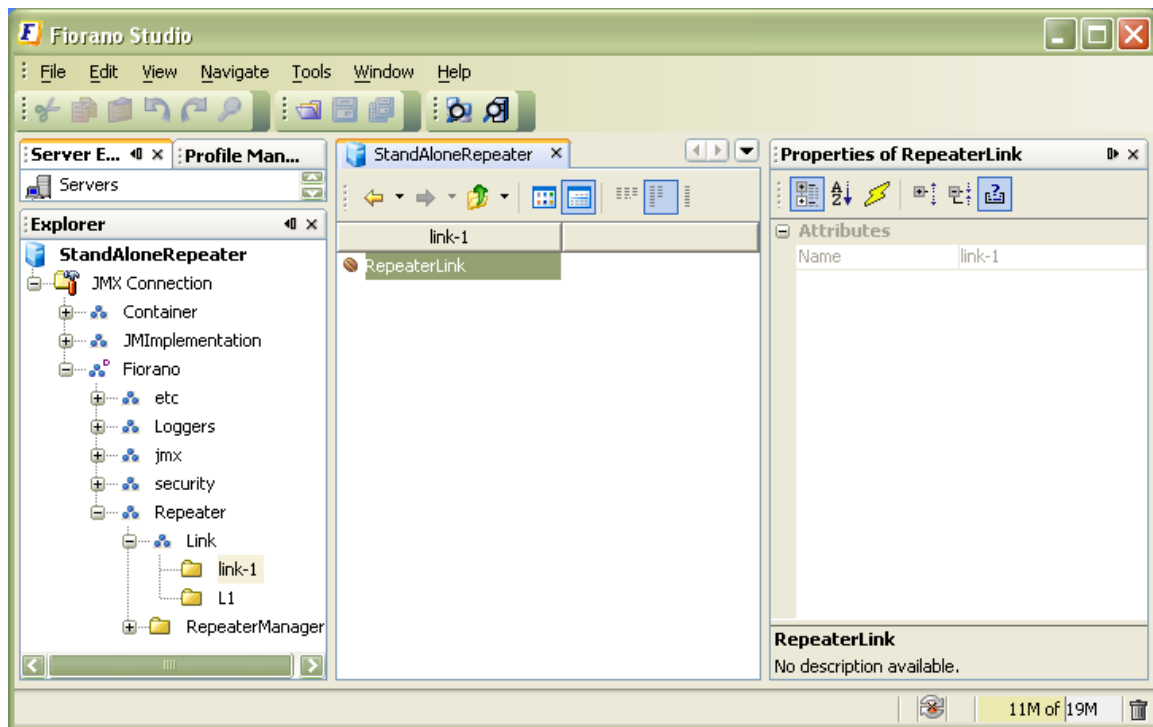 Fiorano Studio
File Edit View Navigate Tools Window Help
Server E... Profile Man...
Servers
Explorer
StandAloneRepeater
JMX Connection
Container
JMImplementation
Fiorano
etc
Loggers
jmx
security
Repeater
Link
link-1
L1
RepeaterManager
StandAloneRepeater
link-1
RepeaterLink
Properties of RepeaterLink
Attributes
Name link-1
RepeaterLink
No description available.
11M of 19M